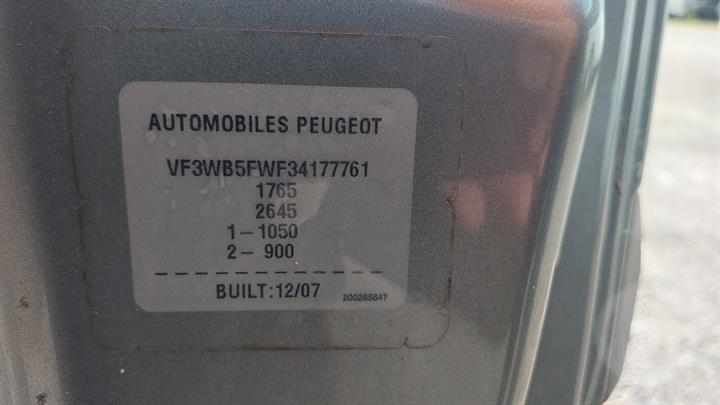 AUTOMOBILES PEUGEOT
VF3WB5FWF34177761
1765
2645
1- 1050
2- 900
BUILT:12/07
200285647